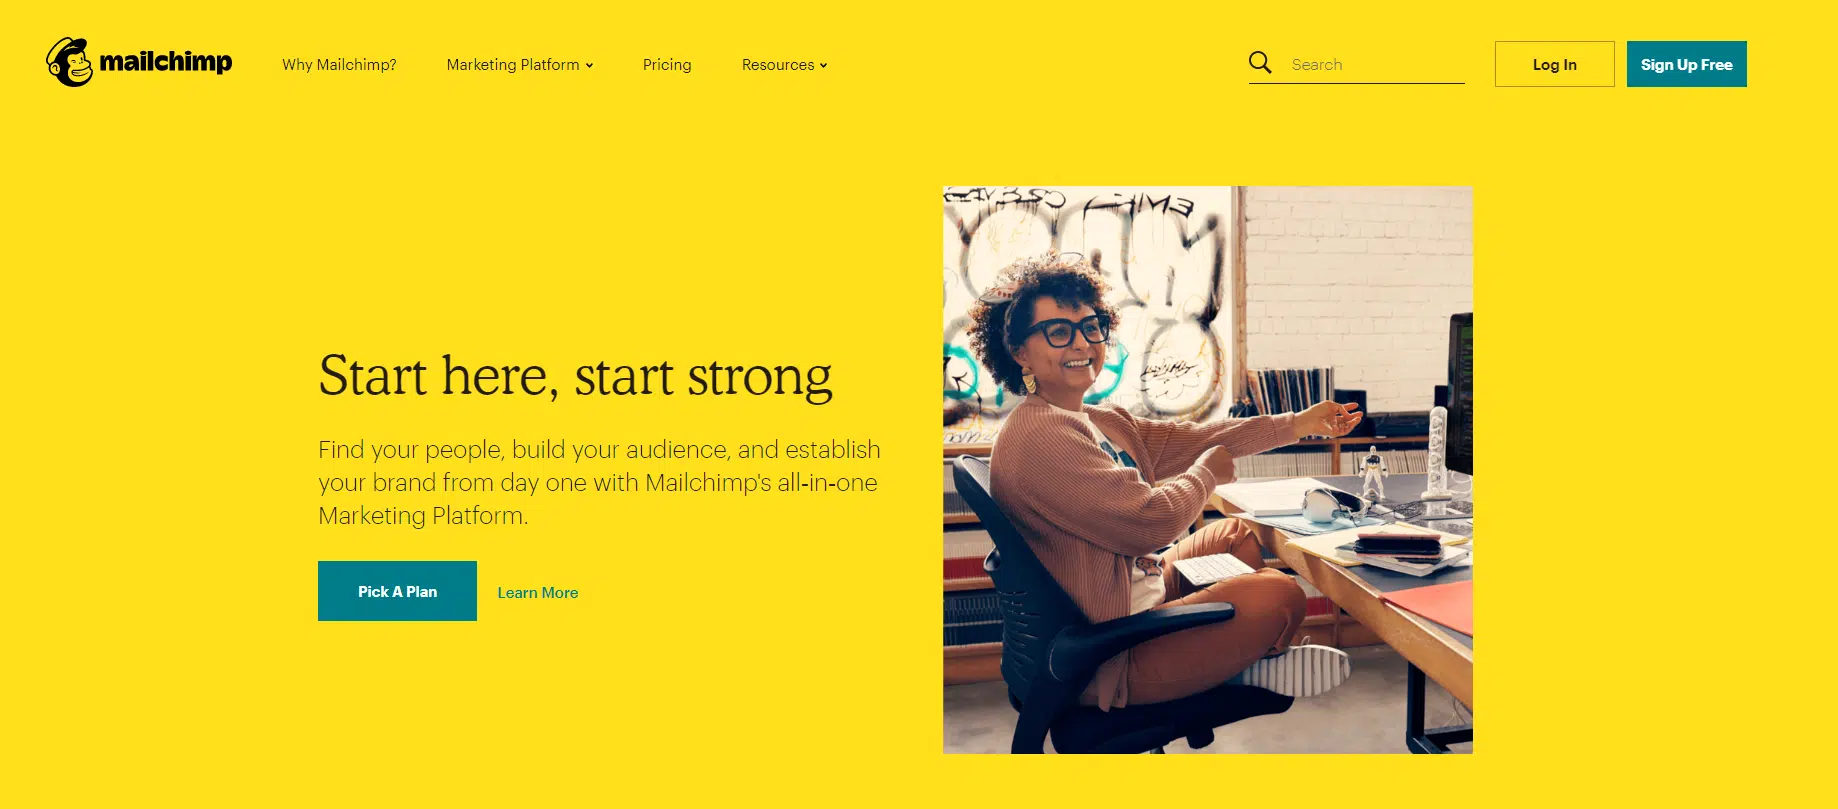 mailchimp
Why Mailchimp?
Marketing Platform
Pricing
Resources
Search
Log In
Sign Up Free
Start here, start strong
Find your people, build your audience, and establish
your brand from day one with Mailchimp's all-in-one
Marketing Platform.
Pick A Plan
Learn More